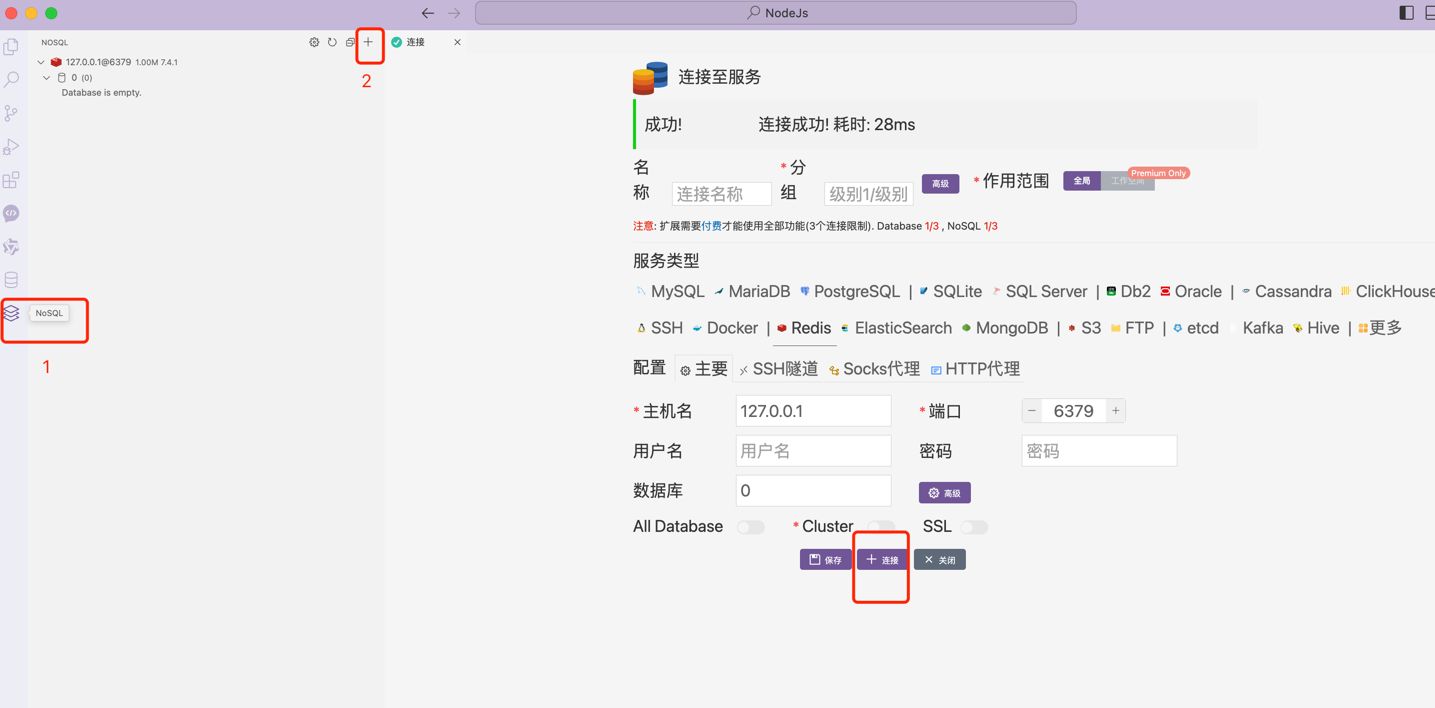 NodeJs
NOSQL
连接
127.0.0.1@6379 1.00M 7.4.1
0 (0)
Database is empty.
2
NoSQL
1
连接至服务
成功! 连接成功! 耗时: 28ms
名称 连接名称 * 分组 级别1/级别 高级 * 作用范围 全局 工作空间 Premium Only
注意: 扩展需要付费才能使用全部功能(3个连接限制). Database 1/3 , NoSQL 1/3
服务类型
MySQL MariaDB PostgreSQL | SQLite SQL Server | Db2 Oracle | Cassandra ClickHouse
SSH Docker | Redis ElasticSearch MongoDB | S3 FTP | etcd Kafka Hive | 更多
配置 主要 SSH隧道 Socks代理 HTTP代理
* 主机名 127.0.0.1 * 端口 − 6379 +
用户名 用户名 密码 密码
数据库 0 高级
All Database * Cluster SSL
保存 + 连接 × 关闭